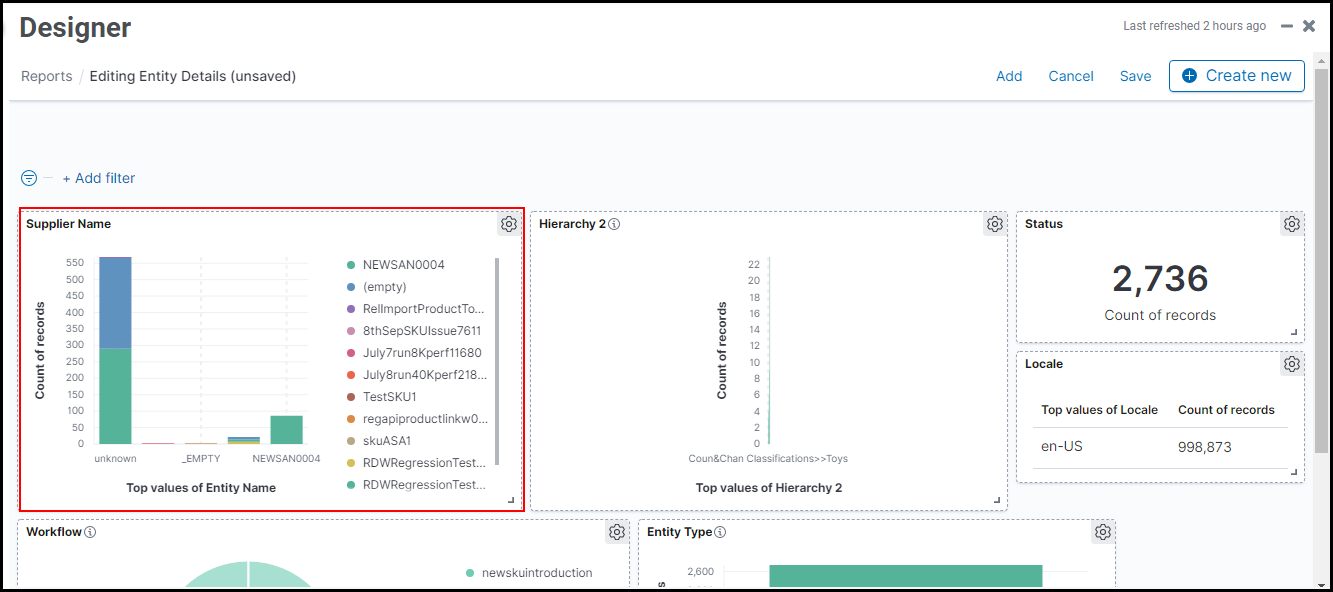 Designer
Last refreshed 2 hours ago
Reports / Editing Entity Details (unsaved)
Add Cancel Save Create new
+ Add filter
Supplier Name
Count of records
550
500
450
400
350
300
250
200
150
100
50
0
unknown _EMPTY NEWSAN0004
Top values of Entity Name
NEWSAN0004
(empty)
RelImportProductTo...
8thSepSKUIssue7611
July7run8Kperf11680
July8run40Kperf218...
TestSKU1
regapiproductlinkw0...
skuASA1
RDWRegressionTest...
RDWRegressionTest...
Hierarchy 2
Count of records
22
20
18
16
14
12
10
8
6
4
2
0
Coun&Chan Classifications>>Toys
Top values of Hierarchy 2
Status
2,736
Count of records
Locale
Top values of Locale Count of records
en-US 998,873
Workflow
newskuintroduction
Entity Type
2,600